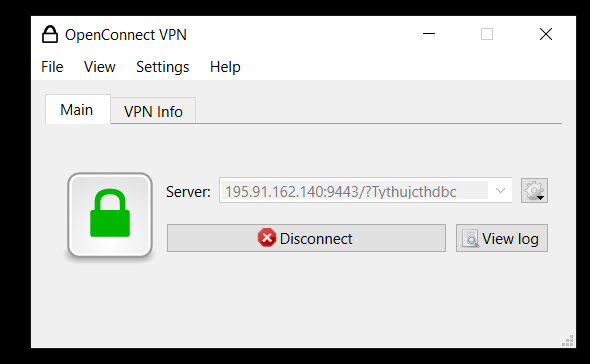 OpenConnect VPN
File View Settings Help
Main VPN Info
Server: 195.91.162.140:9443/?Tythujcthdbc
Disconnect View log